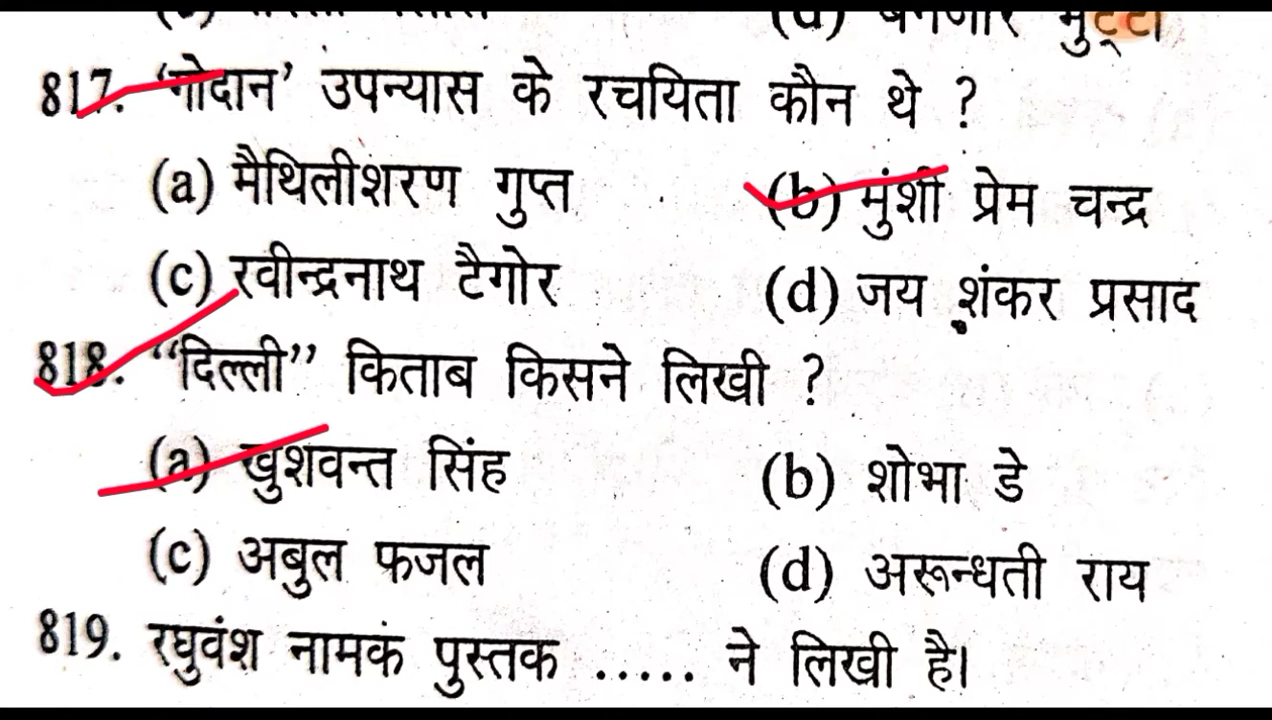 817. ‘गोदान’ उपन्यास के रचयिता कौन थे ?
(a) मैथिलीशरण गुप्त (b) मुंशी प्रेम चन्द्र
(c) रवीन्द्रनाथ टैगोर (d) जय शंकर प्रसाद
818. “दिल्ली” किताब किसने लिखी ?
(a) खुशवन्त सिंह (b) शोभा डे
(c) अबुल फजल (d) अरून्धती राय
819. रघुवंश नामक पुस्तक ..... ने लिखी है।